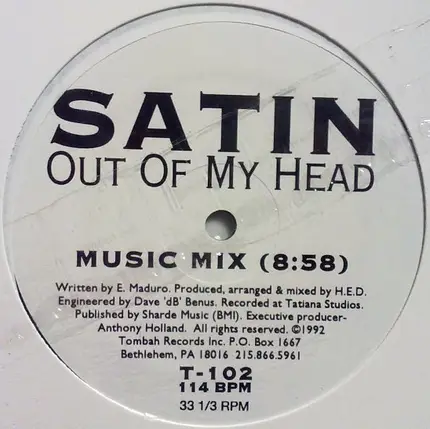 SATIN
OUT OF MY HEAD
MUSIC MIX (8:58)
Written by E. Maduro. Produced, arranged & mixed by H.E.D.
Engineered by Dave 'dB' Benus. Recorded at Tatiana Studios.
Published by Sharde Music (BMI). Executive producer-
Anthony Holland. All rights reserved. ©1992
Tombah Records Inc. P.O. Box 1667
Bethlehem, PA 18016 215.866.5961
T-102
114 BPM
33 1/3 RPM